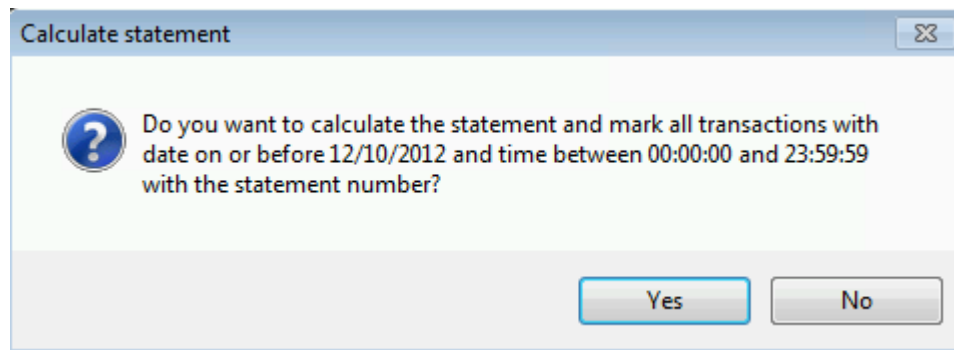 Calculate statement
Do you want to calculate the statement and mark all transactions with
date on or before 12/10/2012 and time between 00:00:00 and 23:59:59
with the statement number?
Yes
No